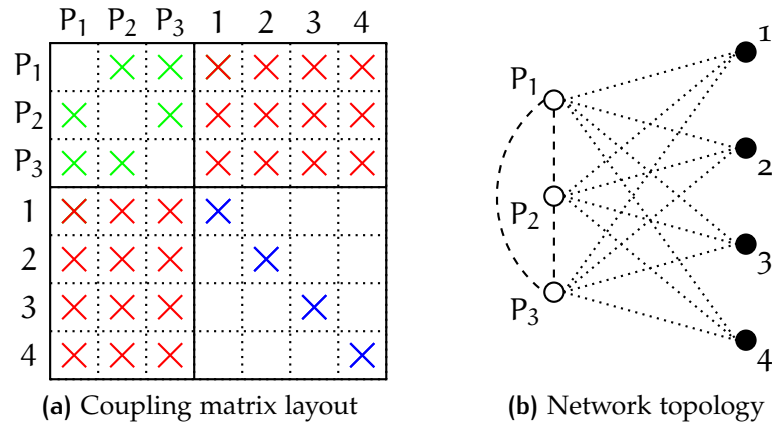 P₁ P₂ P₃ 1 2 3 4
P₁
P₂
P₃
1
2
3
4
(a) Coupling matrix layout
P₁
P₂
P₃
1
2
3
4
(b) Network topology